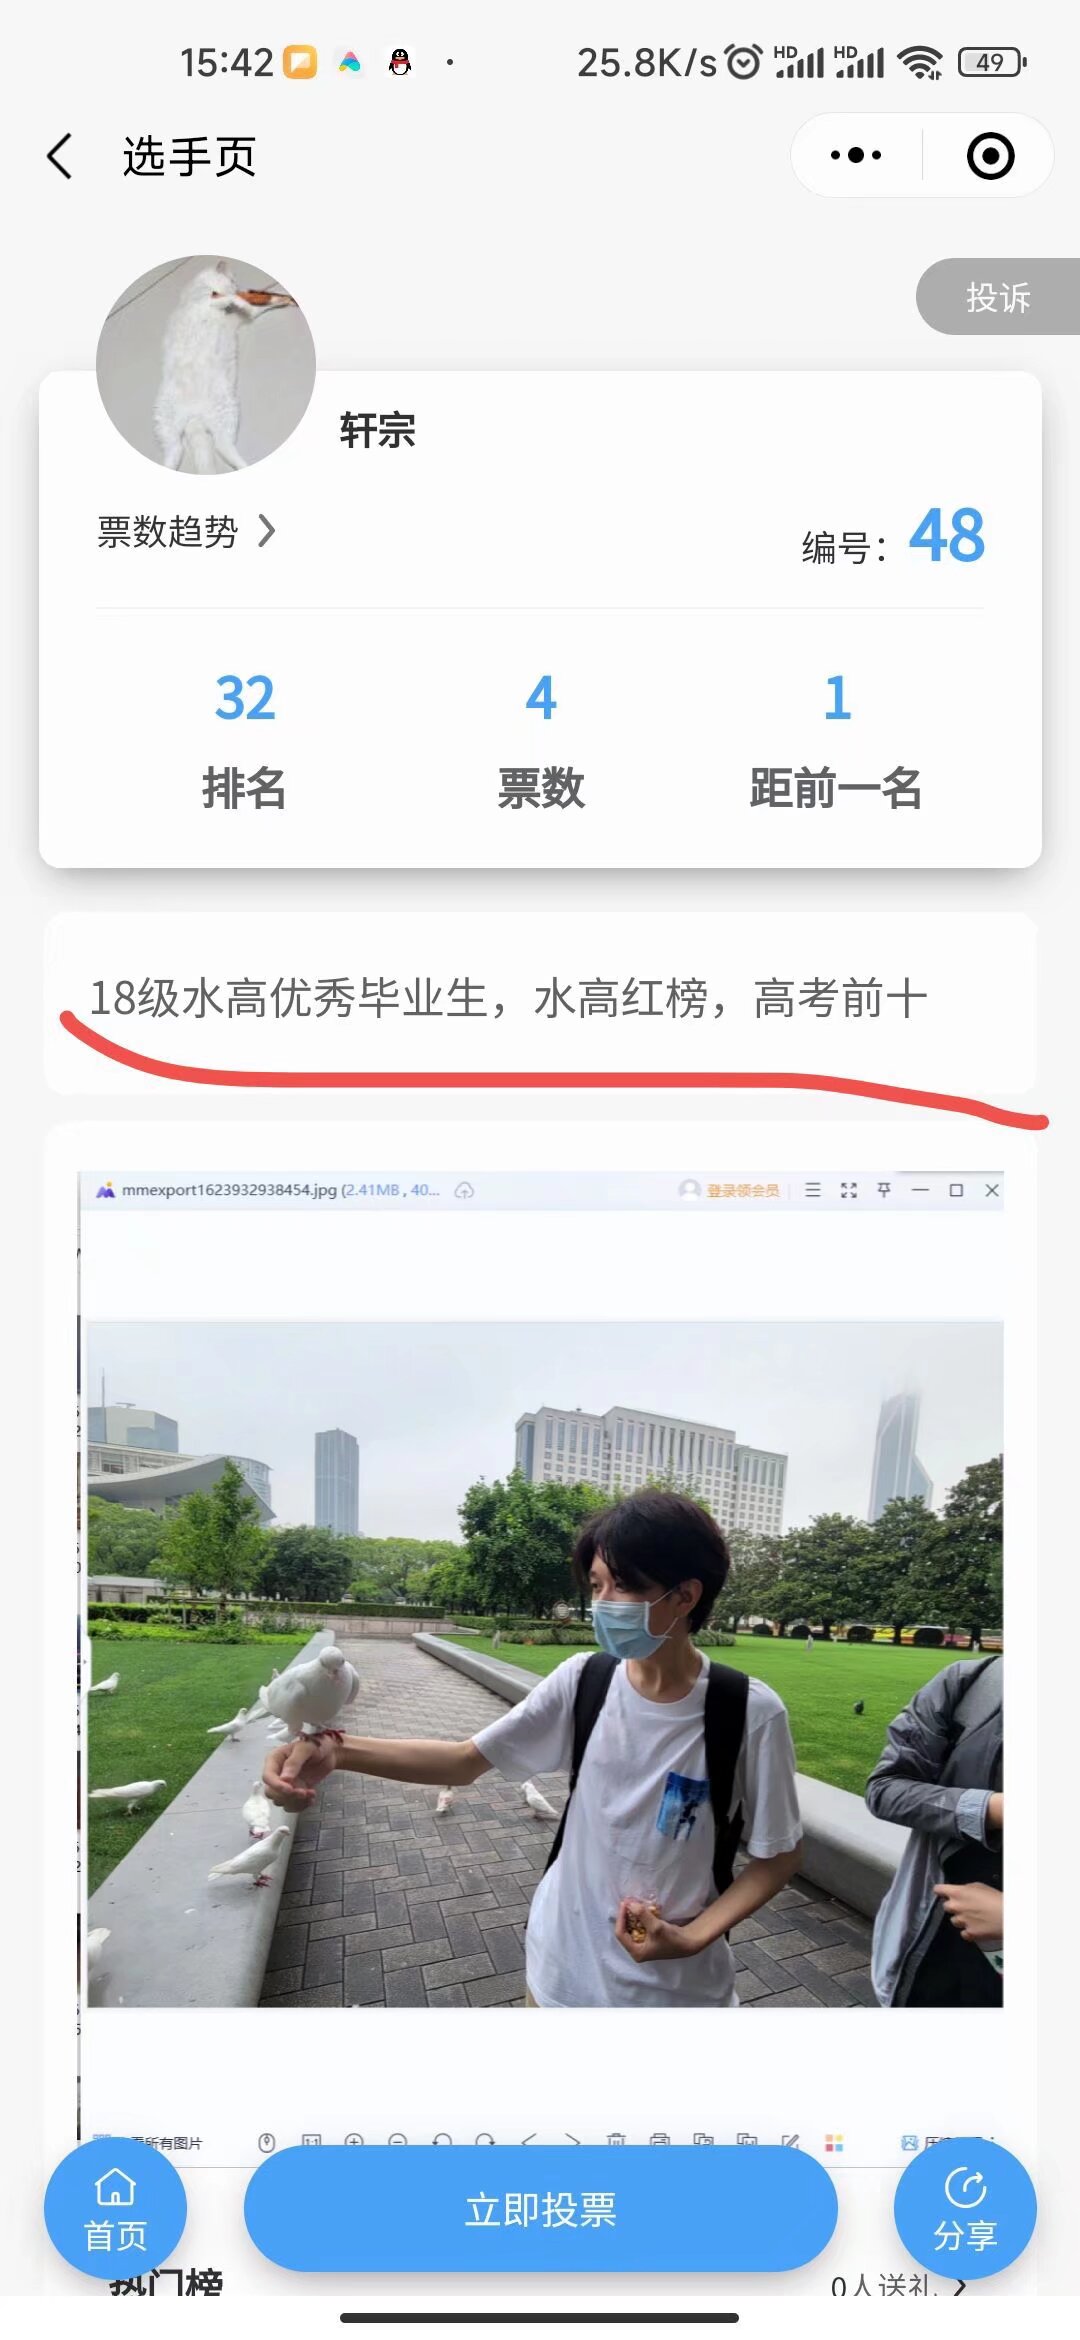 15:42
25.8K/s
HD
HD
49
选手页
投诉
轩宗
票数趋势
编号：48
32
4
1
排名
票数
距前一名
18级水高优秀毕业生，水高红榜，高考前十
mmexport1623932938454.jpg (2.41MB, 40...
登录领会员
所有图片
1:1
首页
立即投票
分享
热门榜
0人送礼